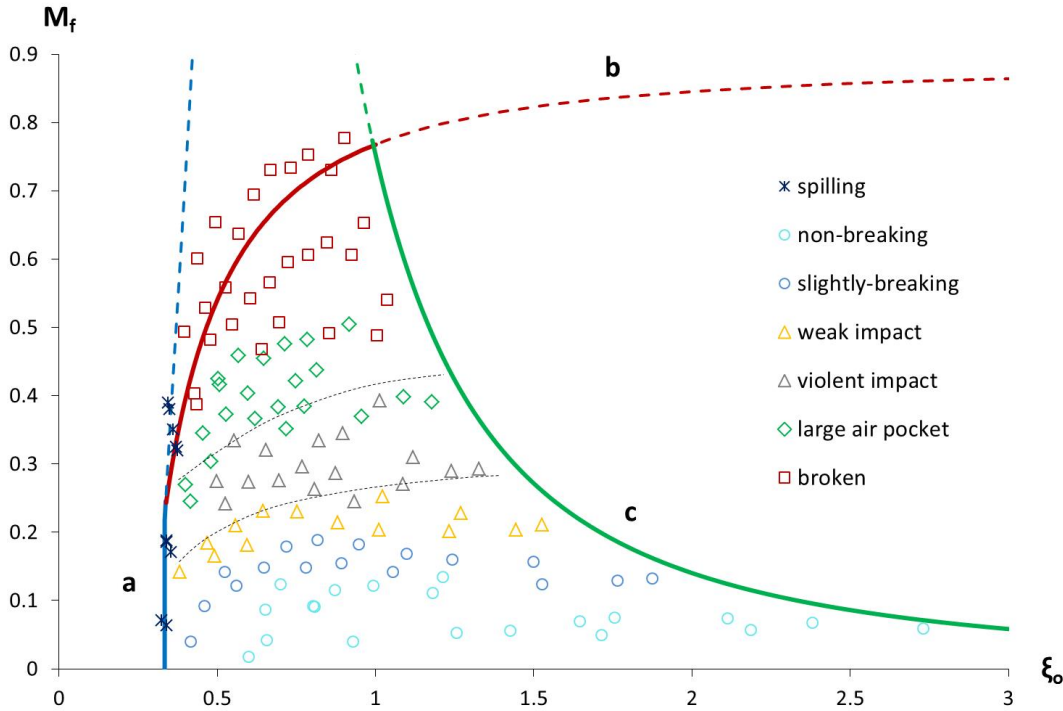 M_f
0.9
0.8
0.7
0.6
0.5
0.4
0.3
0.2
0.1
0
a
b
c
spilling
non-breaking
slightly-breaking
weak impact
violent impact
large air pocket
broken
0 0.5 1 1.5 2 2.5 3
ξ₀